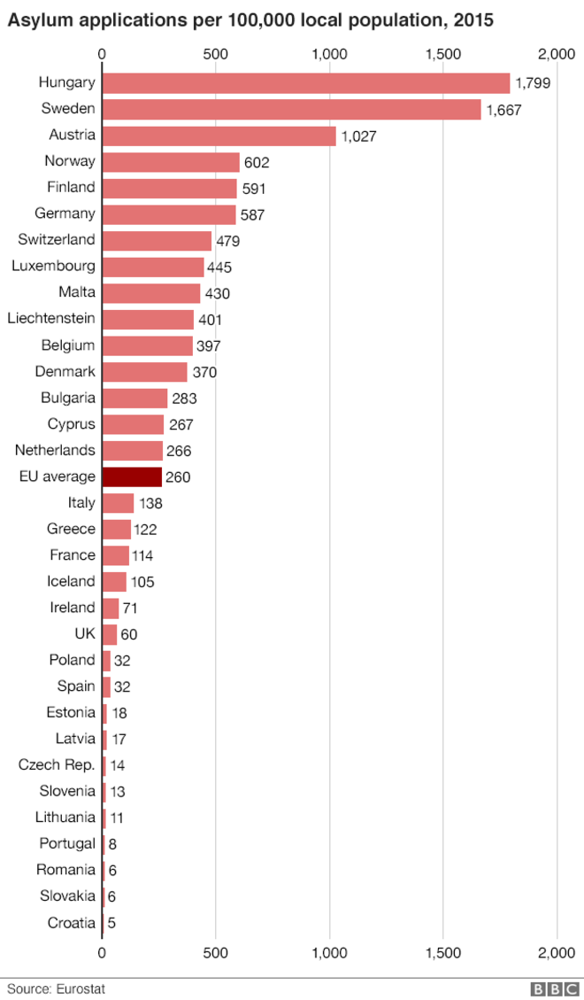 Asylum applications per 100,000 local population, 2015
0 500 1,000 1,500 2,000
Hungary 1,799
Sweden 1,667
Austria 1,027
Norway 602
Finland 591
Germany 587
Switzerland 479
Luxembourg 445
Malta 430
Liechtenstein 401
Belgium 397
Denmark 370
Bulgaria 283
Cyprus 267
Netherlands 266
EU average 260
Italy 138
Greece 122
France 114
Iceland 105
Ireland 71
UK 60
Poland 32
Spain 32
Estonia 18
Latvia 17
Czech Rep. 14
Slovenia 13
Lithuania 11
Portugal 8
Romania 6
Slovakia 6
Croatia 5
0 500 1,000 1,500 2,000
Source: Eurostat BBC